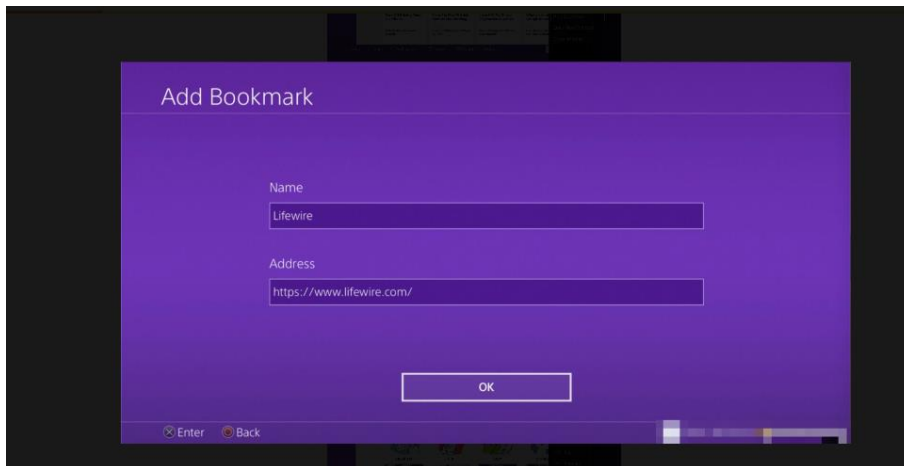 Add Bookmark
Name
Lifewire
Address
https://www.lifewire.com/
OK
Enter Back